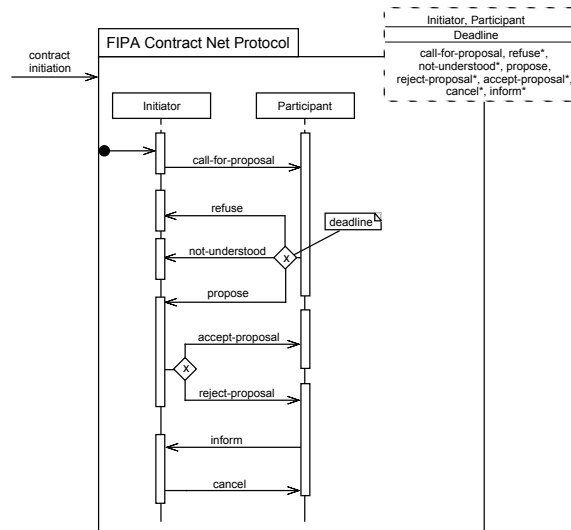 Initiator, Participant
Deadline
call-for-proposal, refuse*,
not-understood*, propose,
reject-proposal*, accept-proposal*,
cancel*, inform*
FIPA Contract Net Protocol
contract
initiation
Initiator
Participant
call-for-proposal
refuse
deadline
not-understood
x
propose
accept-proposal
x
reject-proposal
inform
cancel